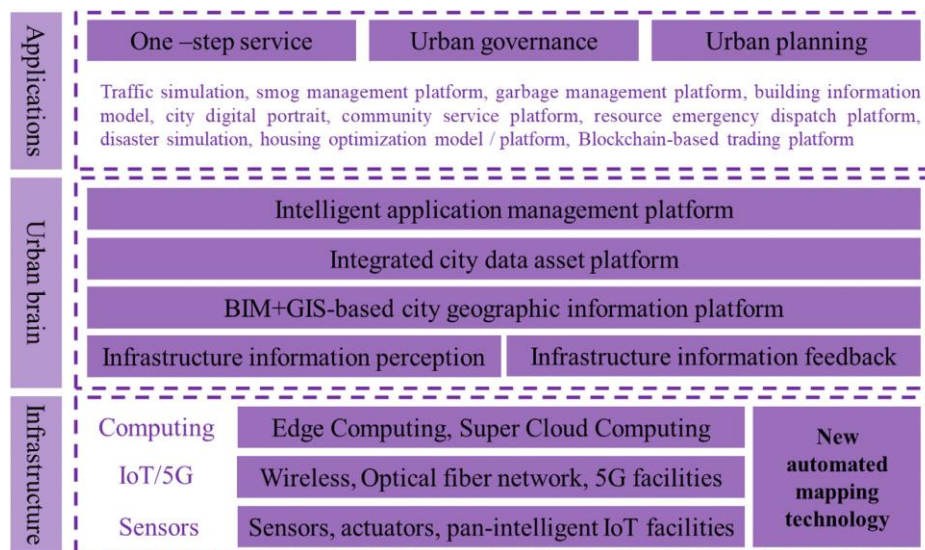 Applications
One –step service
Urban governance
Urban planning
Traffic simulation, smog management platform, garbage management platform, building information
model, city digital portrait, community service platform, resource emergency dispatch platform,
disaster simulation, housing optimization model / platform, Blockchain-based trading platform
Urban brain
Intelligent application management platform
Integrated city data asset platform
BIM+GIS-based city geographic information platform
Infrastructure information perception
Infrastructure information feedback
Infrastructure
Computing
Edge Computing, Super Cloud Computing
IoT/5G
Wireless, Optical fiber network, 5G facilities
Sensors
Sensors, actuators, pan-intelligent IoT facilities
New
automated
mapping
technology